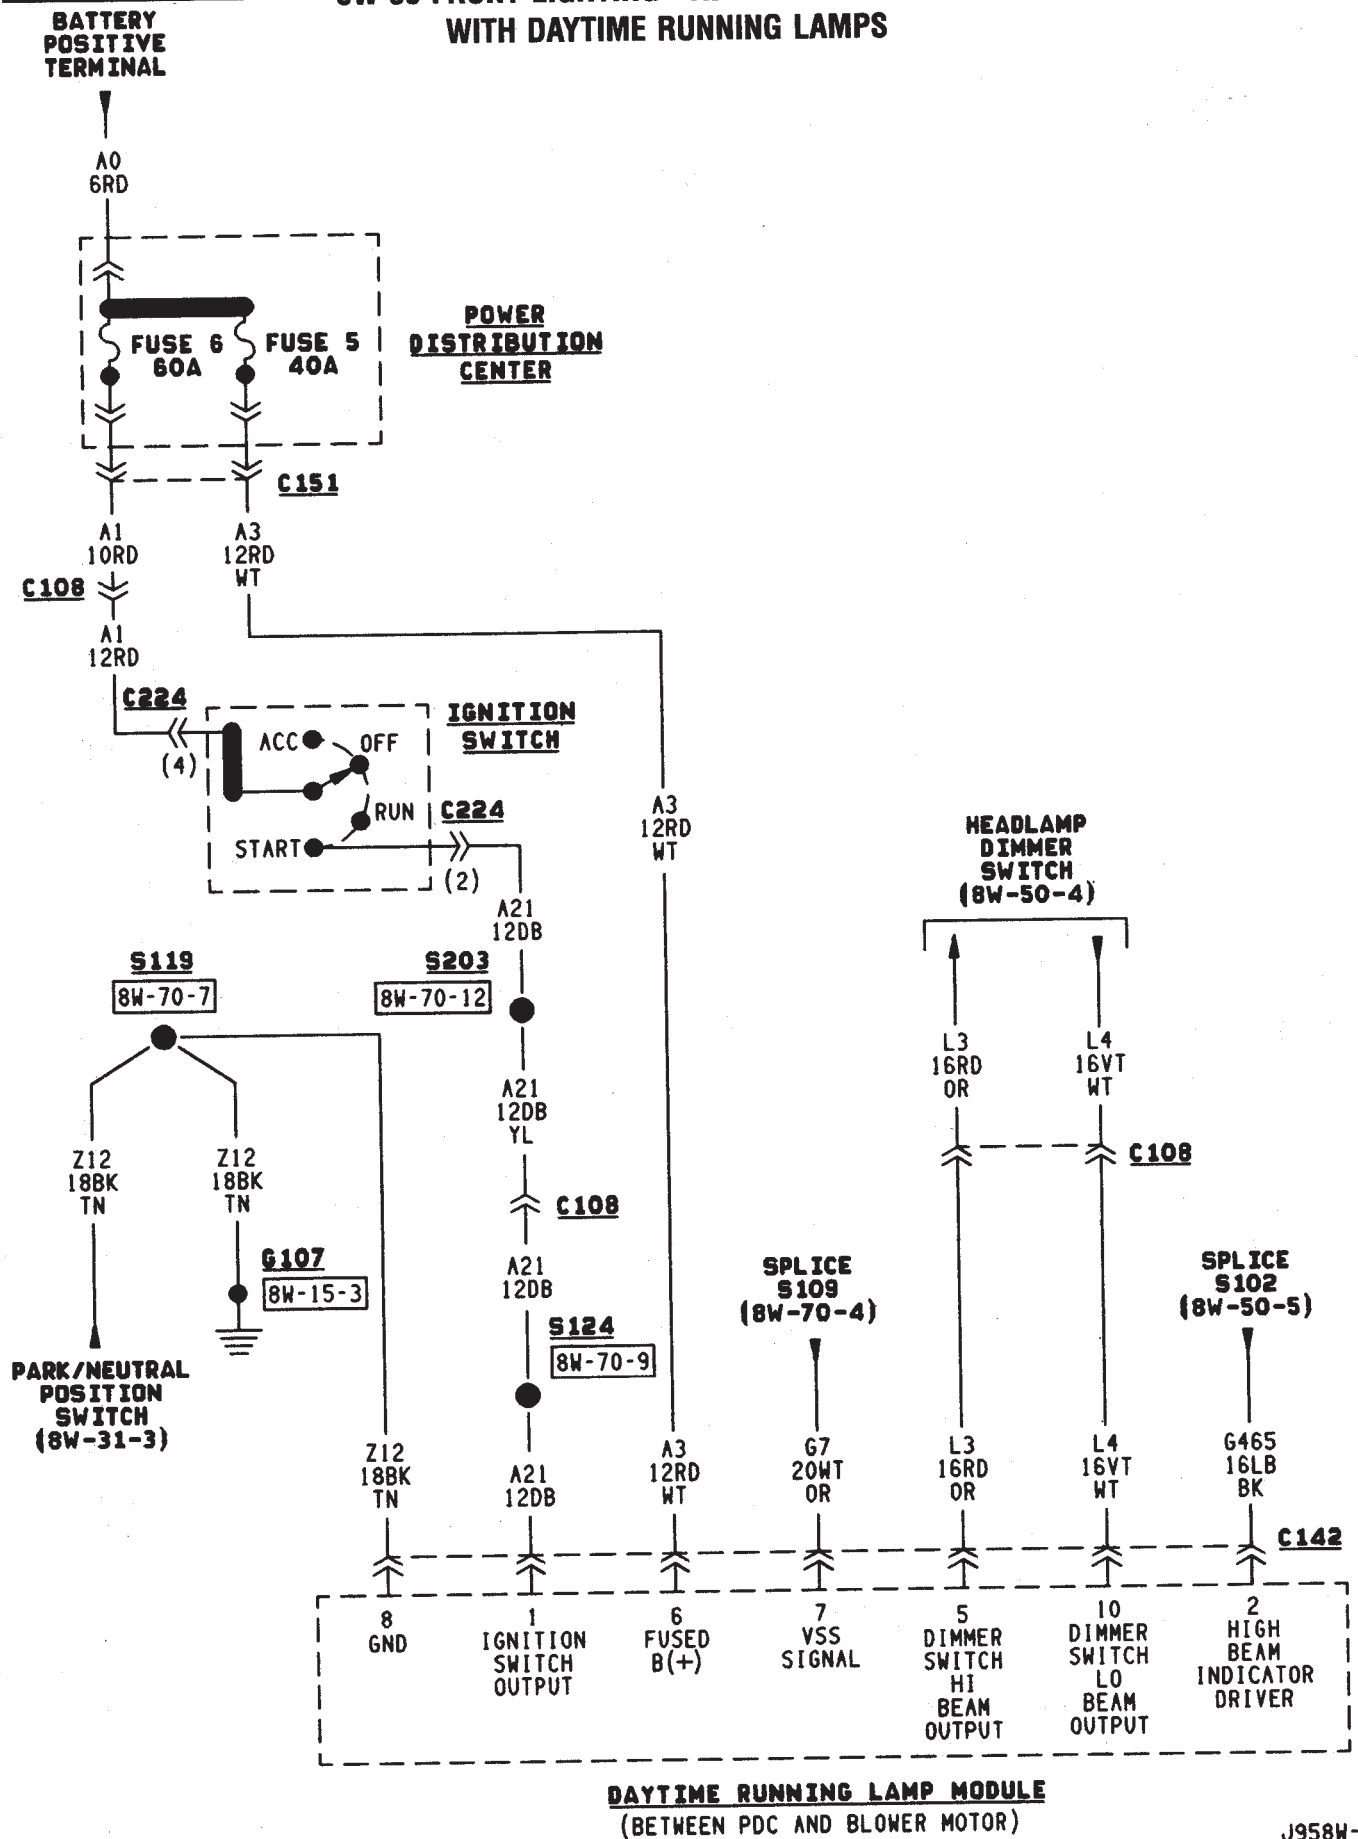 WITH DAYTIME RUNNING LAMPS
BATTERY
POSITIVE
TERMINAL
A0
6RD
FUSE 6
60A
FUSE 5
40A
POWER
DISTRIBUTION
CENTER
C151
A1
10RD
A3
12RD
WT
C108
A1
12RD
C224
(4)
IGNITION
SWITCH
ACC
OFF
RUN
START
C224
(2)
A3
12RD
WT
HEADLAMP
DIMMER
SWITCH
(8W-50-4)
A21
12DB
S119
8W-70-7
S203
8W-70-12
L3
16RD
OR
L4
16VT
WT
A21
12DB
YL
C108
Z12
18BK
TN
Z12
18BK
TN
C108
G107
8W-15-3
A21
12DB
SPLICE
S109
(8W-70-4)
SPLICE
S102
(8W-50-5)
S124
8W-70-9
PARK/NEUTRAL
POSITION
SWITCH
(8W-31-3)
Z12
18BK
TN
A21
12DB
A3
12RD
WT
G7
20WT
OR
L3
16RD
OR
L4
16VT
WT
G465
16LB
BK
C142
8
GND
1
IGNITION
SWITCH
OUTPUT
6
FUSED
B(+)
7
VSS
SIGNAL
5
DIMMER
SWITCH
HI
BEAM
OUTPUT
10
DIMMER
SWITCH
LO
BEAM
OUTPUT
2
HIGH
BEAM
INDICATOR
DRIVER
DAYTIME RUNNING LAMP MODULE
(BETWEEN PDC AND BLOWER MOTOR)
J958W-